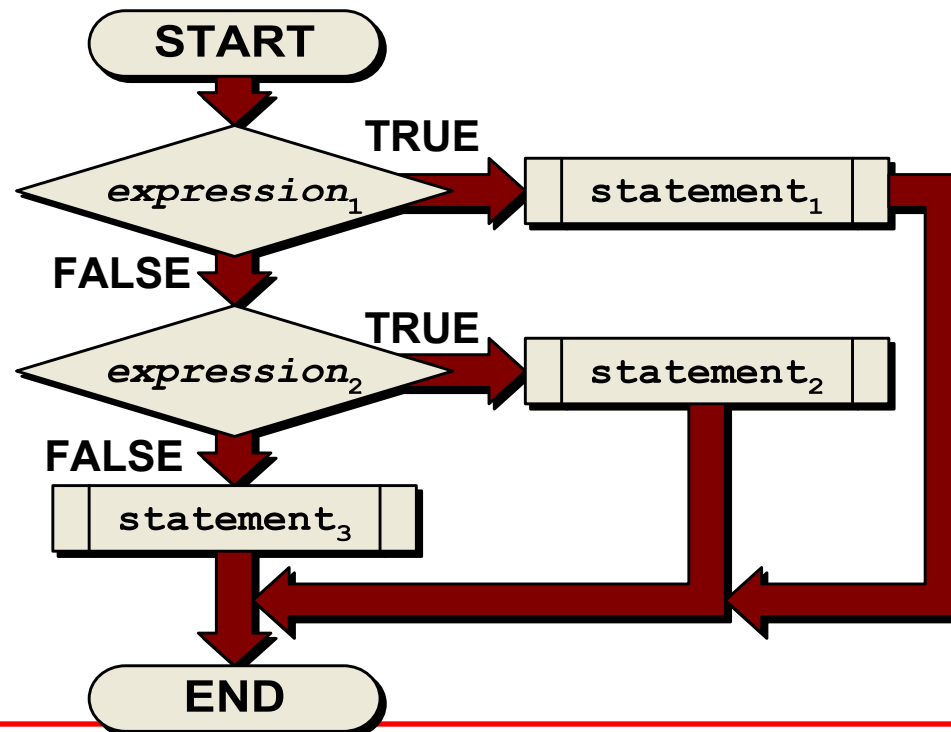 START
TRUE
expression1
statement1
FALSE
TRUE
expression2
statement2
FALSE
statement3
END